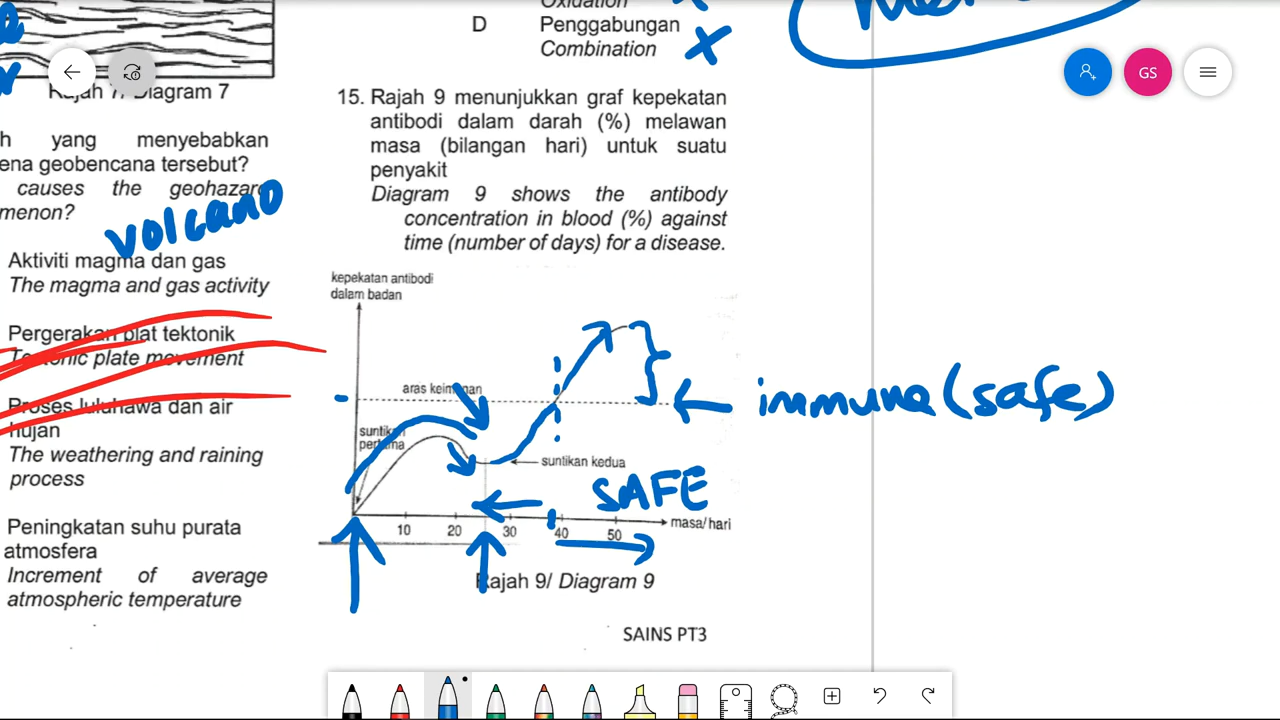 Rajah 7/ Diagram 7
h yang menyebabkan
ena geobencana tersebut?
causes the geohazard
menon?
volcano
Aktiviti magma dan gas
The magma and gas activity
Pergerakan plat tektonik
Tectonic plate movement
Proses luluhawa dan air
hujan
The weathering and raining
process
Peningkatan suhu purata
atmosfera
Increment of average
atmospheric temperature
Oxidation
D Penggabungan
Combination
15. Rajah 9 menunjukkan graf kepekatan
antibodi dalam darah (%) melawan
masa (bilangan hari) untuk suatu
penyakit
Diagram 9 shows the antibody
concentration in blood (%) against
time (number of days) for a disease.
kepekatan antibodi
dalam badan
aras keimunan
immune (safe)
suntikan
pertama
suntikan kedua
SAFE
masa/hari
10 20 30 40 50
Rajah 9/ Diagram 9
SAINS PT3
GS